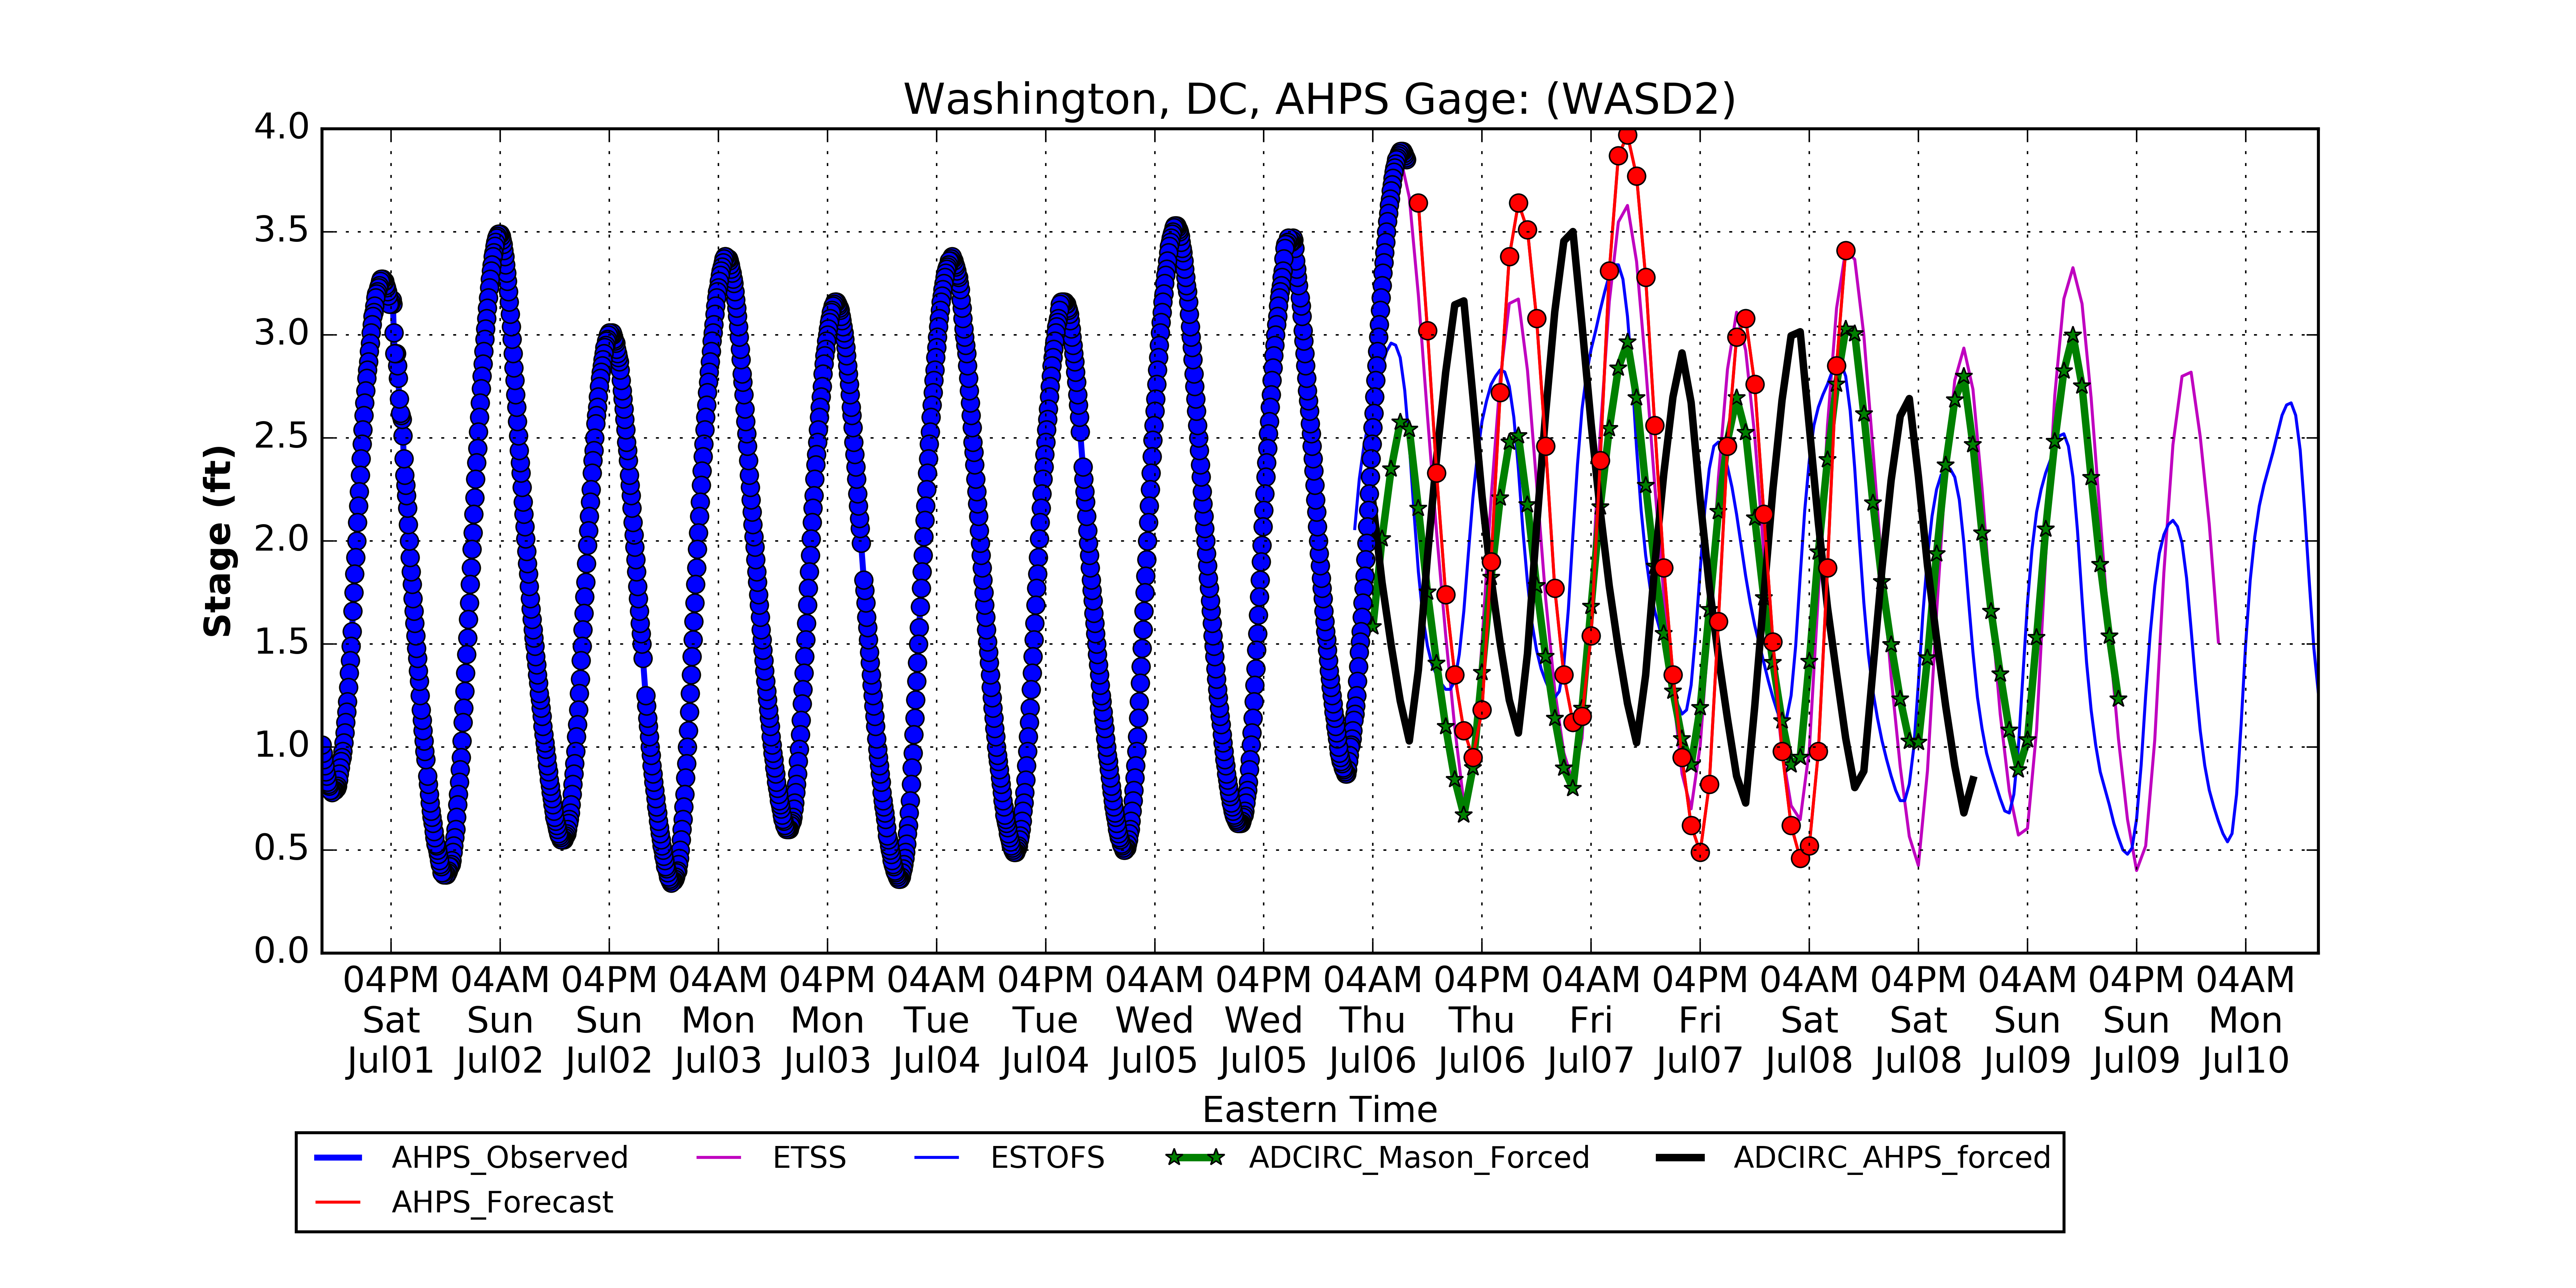 Washington, DC, AHPS Gage: (WASD2)
4.0
3.5
3.0
2.5
2.0
1.5
1.0
0.5
0.0
Stage (ft)
04PM 04AM 04PM 04AM 04PM 04AM 04PM 04AM 04PM 04AM 04PM 04AM 04PM 04AM 04PM 04AM 04PM 04AM
Sat Sun Sun Mon Mon Tue Tue Wed Wed Thu Thu Fri Fri Sat Sat Sun Sun Mon
Jul01 Jul02 Jul02 Jul03 Jul03 Jul04 Jul04 Jul05 Jul05 Jul06 Jul06 Jul07 Jul07 Jul08 Jul08 Jul09 Jul09 Jul10
Eastern Time
AHPS_Observed ETSS ESTOFS ADCIRC_Mason_Forced ADCIRC_AHPS_forced
AHPS_Forecast